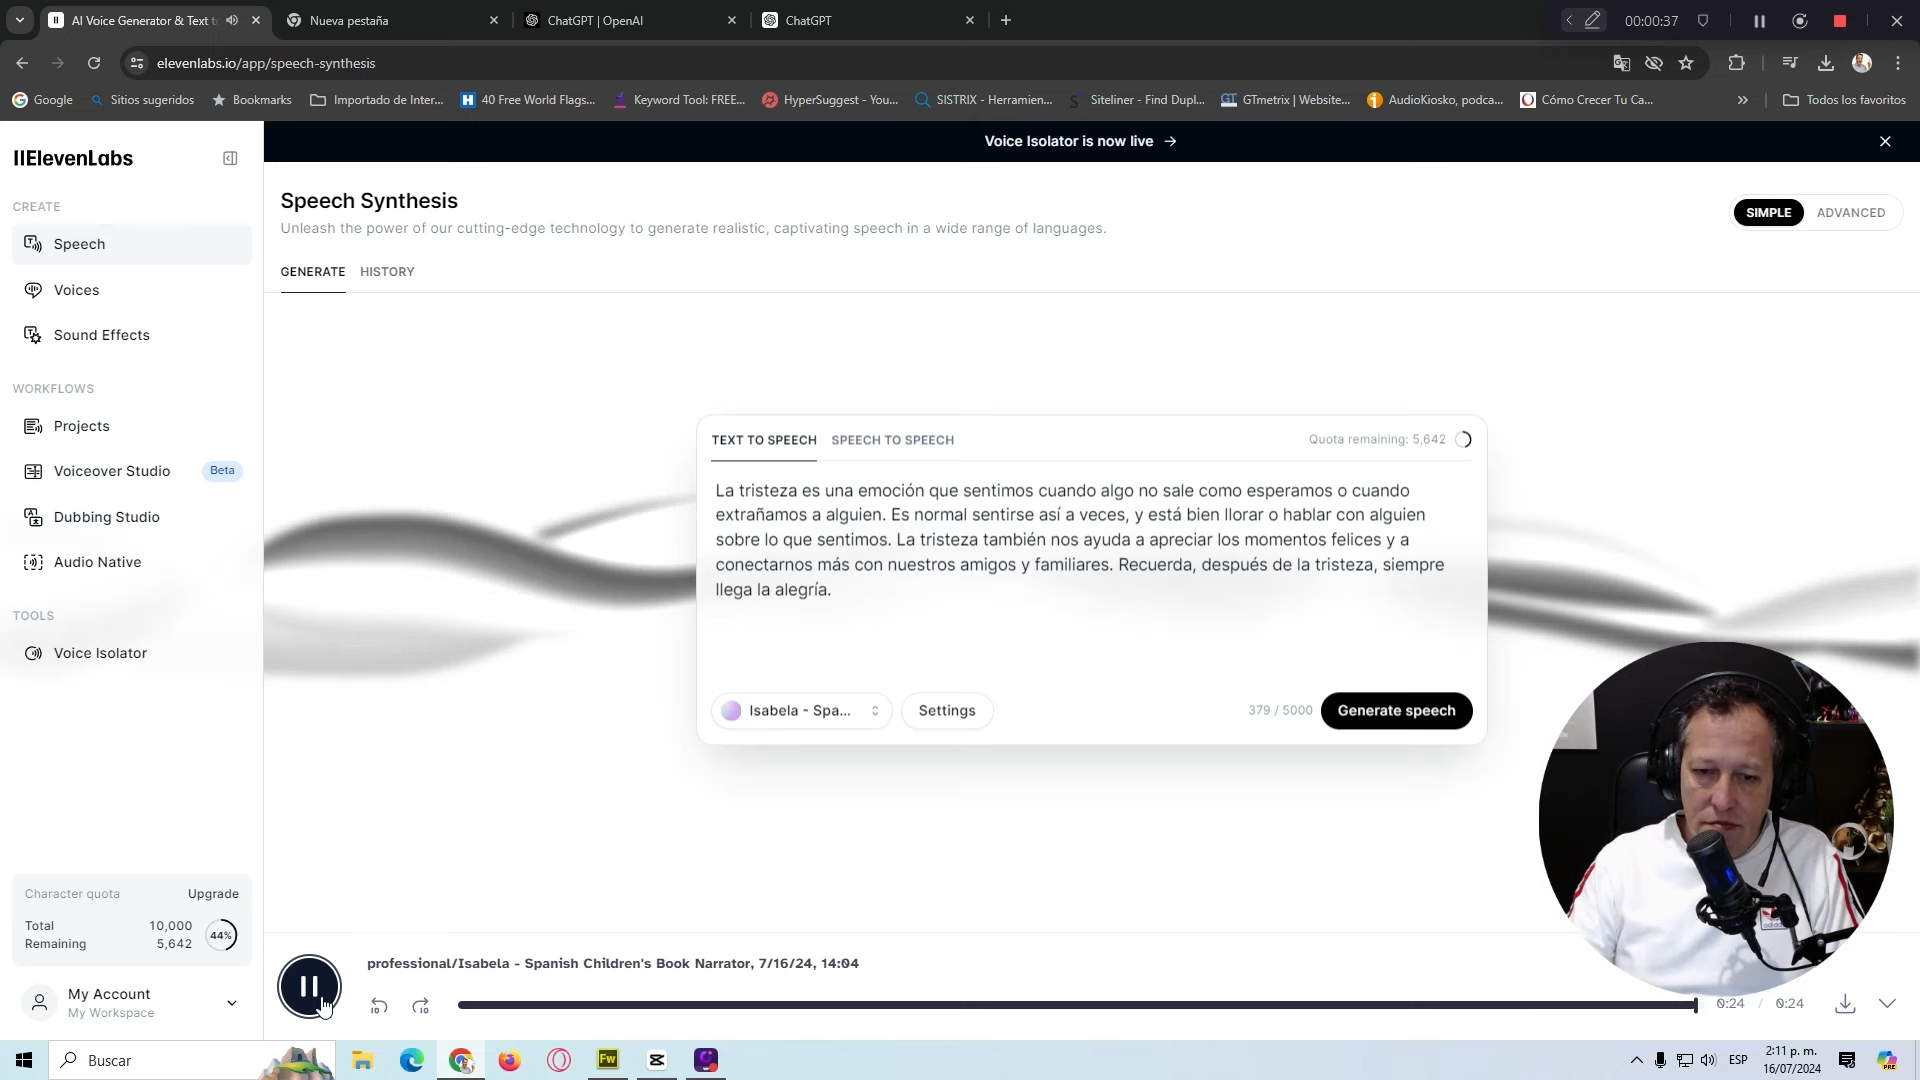 AI Voice Generator & Text t
Nueva pestaña
ChatGPT | OpenAI
ChatGPT
00:00:37
elevenlabs.io/app/speech-synthesis
Google
Sitios sugeridos
Bookmarks
Importado de Inter...
40 Free World Flags...
Keyword Tool: FREE...
HyperSuggest - You...
SISTRIX - Herramien...
Siteliner - Find Dupl...
GTmetrix | Website...
AudioKiosko, podca...
Cómo Crecer Tu Ca...
Todos los favoritos
Voice Isolator is now live →
IIElevenLabs
CREATE
Speech
Voices
Sound Effects
WORKFLOWS
Projects
Voiceover Studio Beta
Dubbing Studio
Audio Native
TOOLS
Voice Isolator
Character quota Upgrade
Total 10,000
Remaining 5,642
44%
My Account
My Workspace
Speech Synthesis
Unleash the power of our cutting-edge technology to generate realistic, captivating speech in a wide range of languages.
SIMPLE ADVANCED
GENERATE HISTORY
TEXT TO SPEECH SPEECH TO SPEECH Quota remaining: 5,642
La tristeza es una emoción que sentimos cuando algo no sale como esperamos o cuando
extrañamos a alguien. Es normal sentirse así a veces, y está bien llorar o hablar con alguien
sobre lo que sentimos. La tristeza también nos ayuda a apreciar los momentos felices y a
conectarnos más con nuestros amigos y familiares. Recuerda, después de la tristeza, siempre
llega la alegría.
Isabela - Spa... Settings 379 / 5000 Generate speech
professional/Isabela - Spanish Children's Book Narrator, 7/16/24, 14:04
10 10 0:24 / 0:24
Buscar
Fw
ESP
2:11 p. m.
16/07/2024
PRE